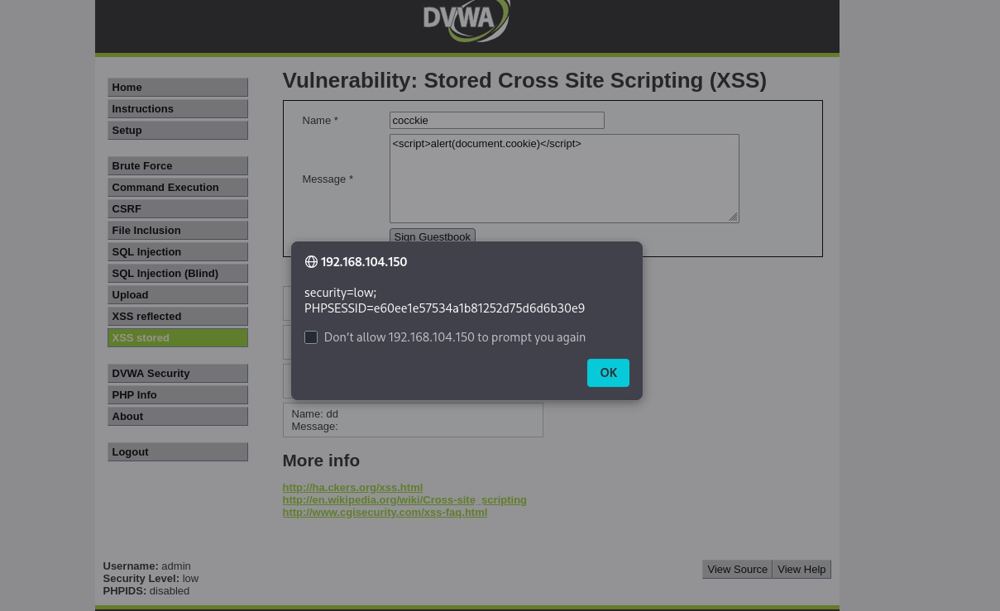 DVWA
Home
Instructions
Setup
Brute Force
Command Execution
CSRF
File Inclusion
SQL Injection
SQL Injection (Blind)
Upload
XSS reflected
XSS stored
DVWA Security
PHP Info
About
Logout
Vulnerability: Stored Cross Site Scripting (XSS)
Name * cocckie
Message * <script>alert(document.cookie)</script>
Sign Guestbook
192.168.104.150
security=low;
PHPSESSID=e60ee1e57534a1b81252d75d6d6b30e9
Don't allow 192.168.104.150 to prompt you again
OK
Name: dd
Message:
More info
http://ha.ckers.org/xss.html
http://en.wikipedia.org/wiki/Cross-site_scripting
http://www.cgisecurity.com/xss-faq.html
Username: admin
Security Level: low
PHPIDS: disabled
View Source View Help